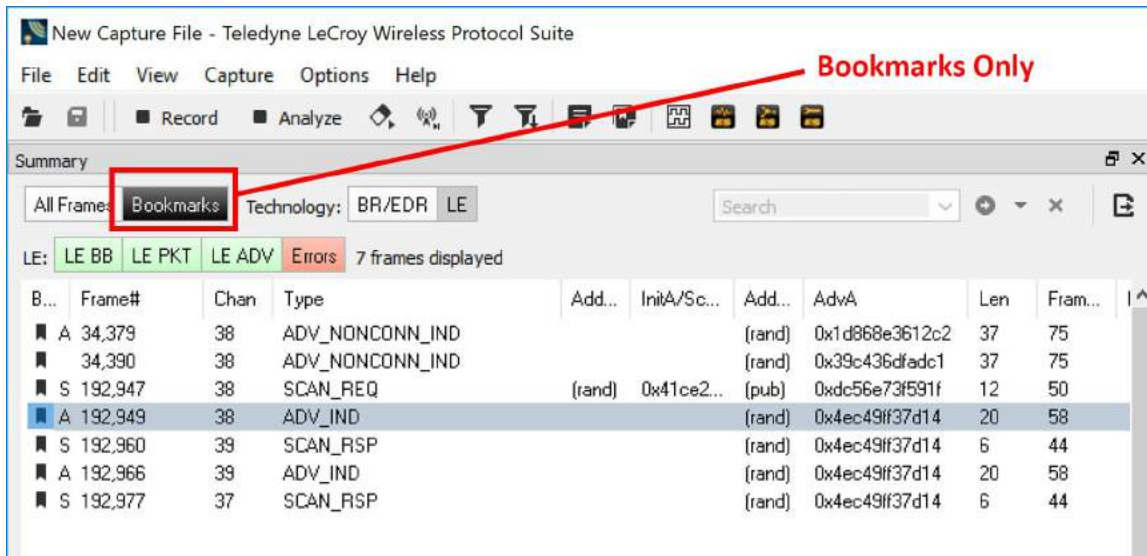 New Capture File - Teledyne LeCroy Wireless Protocol Suite
File Edit View Capture Options Help
Bookmarks Only
Record Analyze
Summary
All Frames Bookmarks Technology: BR/EDR LE Search
LE: LE BB LE PKT LE ADV Errors 7 frames displayed
B... Frame# Chan Type Add... InitA/Sc... Add... AdvA Len Fram...
A 34,379 38 ADV_NONCONN_IND (rand) 0x1d868e3612c2 37 75
34,390 38 ADV_NONCONN_IND (rand) 0x39c436dfadc1 37 75
S 192,947 38 SCAN_REQ (rand) 0x41ce2... (pub) 0xdc56e73f591f 12 50
A 192,949 38 ADV_IND (rand) 0x4ec49ff37d14 20 58
S 192,960 39 SCAN_RSP (rand) 0x4ec49ff37d14 6 44
A 192,966 39 ADV_IND (rand) 0x4ec49ff37d14 20 58
S 192,977 37 SCAN_RSP (rand) 0x4ec49ff37d14 6 44